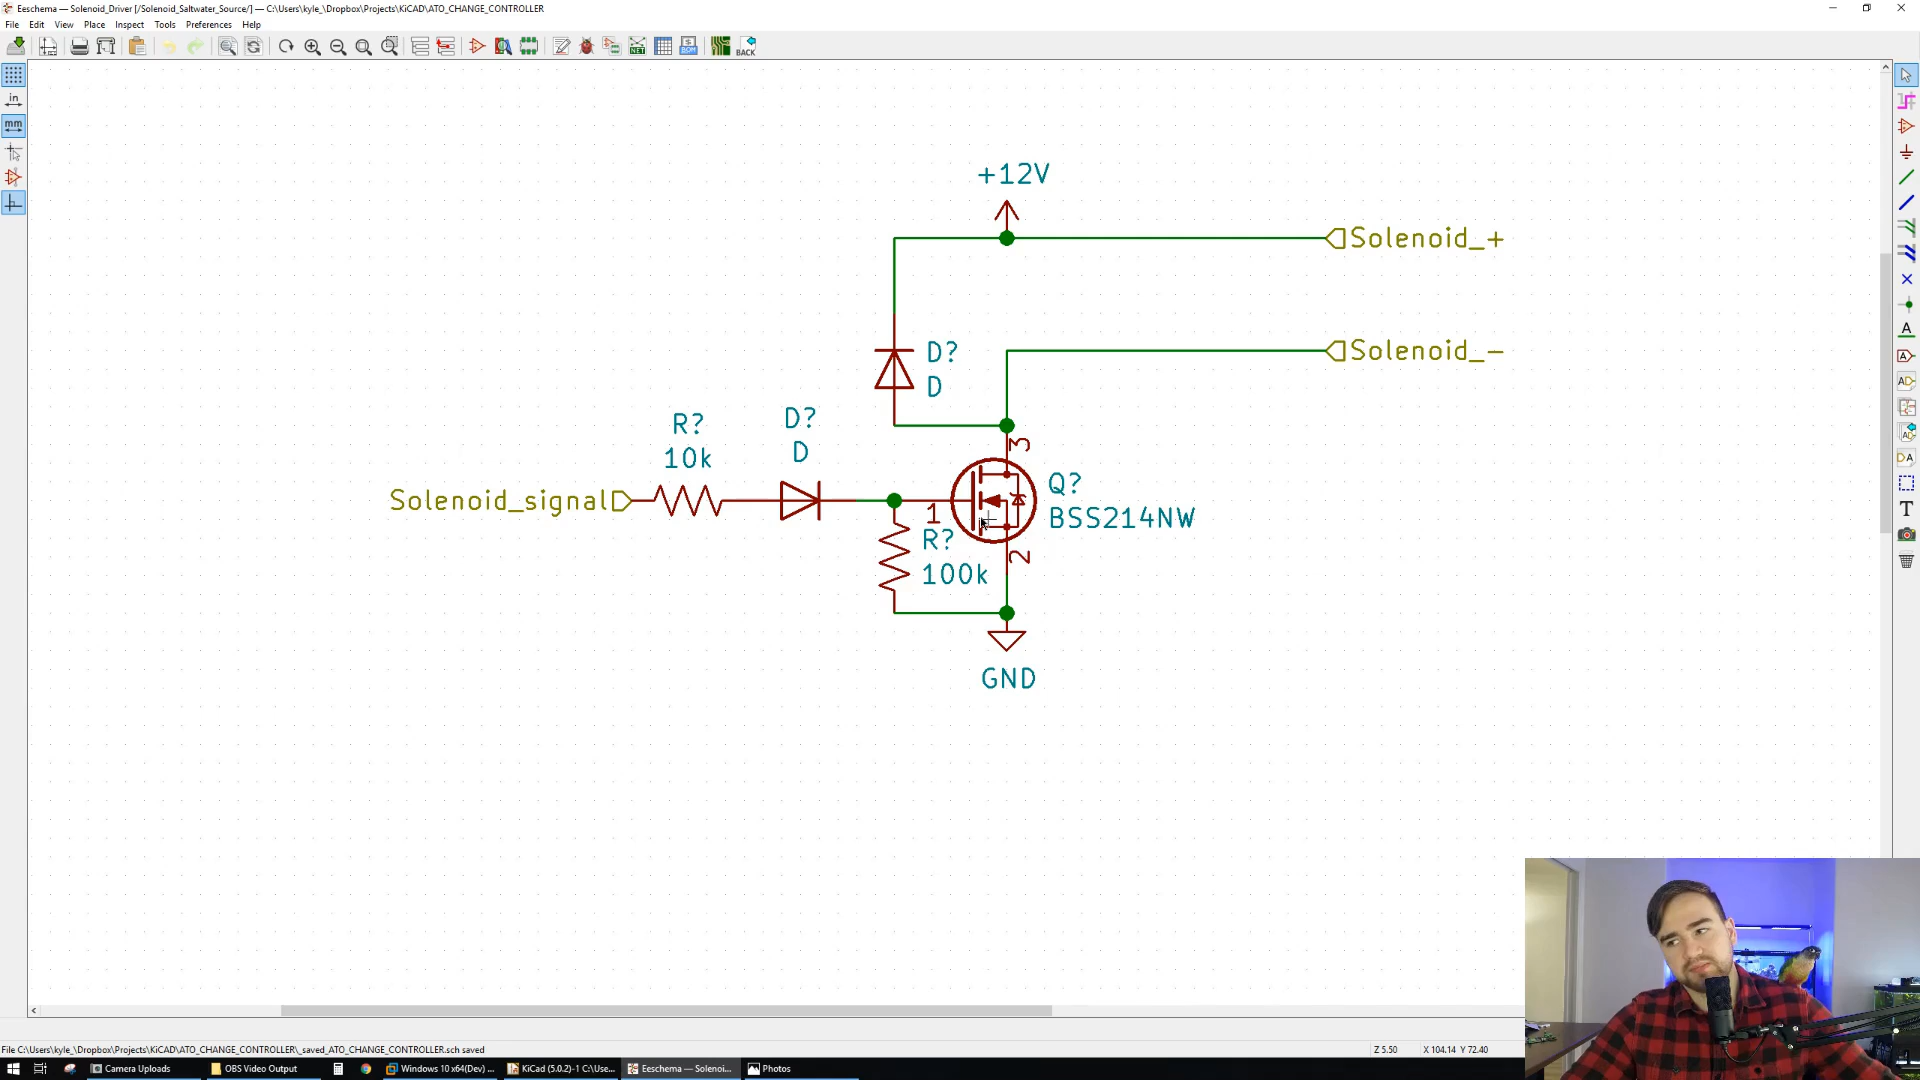 Eeschema — Solenoid_Driver [/Solenoid_Saltwater_Source/] — C:\Users\kyle_\Dropbox\Projects\KiCAD\ATO_CHANGE_CONTROLLER
File Edit View Place Inspect Tools Preferences Help
BACK
in
mm
+12V
Solenoid_+
D?
D
Solenoid_-
R?
10k
D?
D
3
Solenoid_signal
1
Q?
BSS214NW
R?
100k
2
GND
File C:\Users\kyle_\Dropbox\Projects\KiCAD\ATO_CHANGE_CONTROLLER\_saved_ATO_CHANGE_CONTROLLER.sch saved
Z 5.50
X 104.14 Y 72.40
Camera Uploads
OBS Video Output
Windows 10 x64(Dev) ...
KiCad (5.0.2)-1 C:\Use...
Eeschema — Solenoi...
Photos